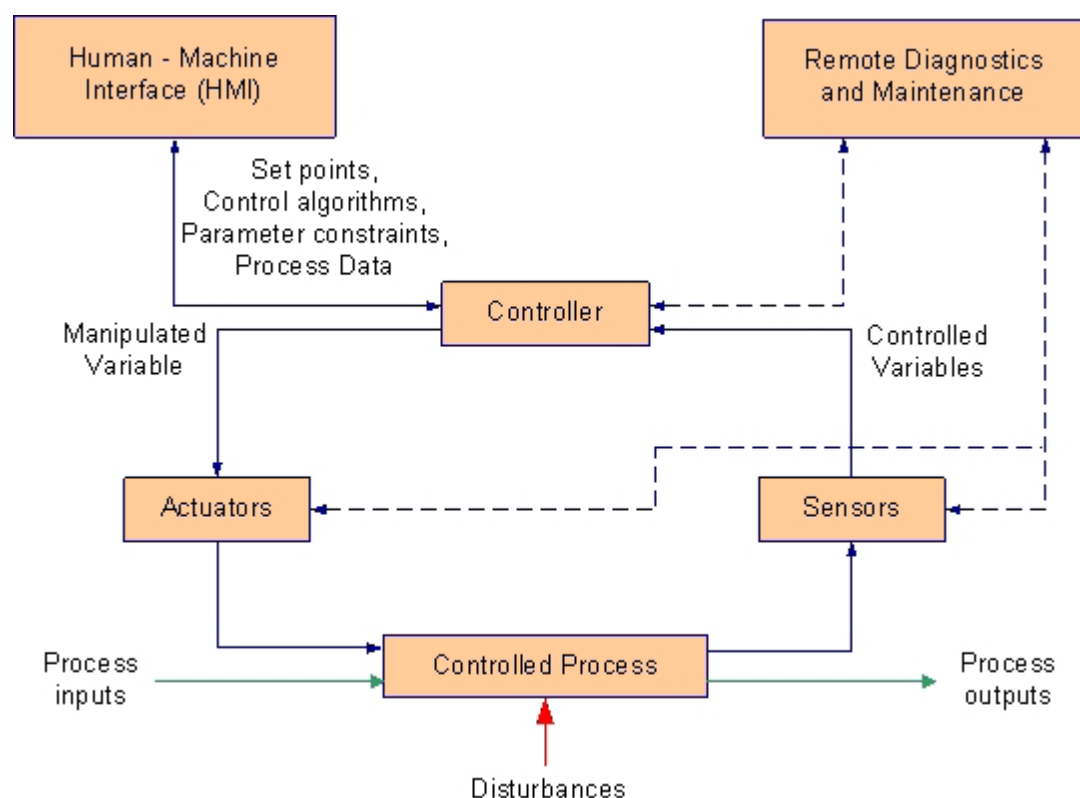 Human - Machine
Interface (HMI)
Remote Diagnostics
and Maintenance
Set points,
Control algorithms,
Parameter constraints,
Process Data
Controller
Manipulated
Variable
Controlled
Variables
Actuators
Sensors
Process
inputs
Controlled Process
Process
outputs
Disturbances